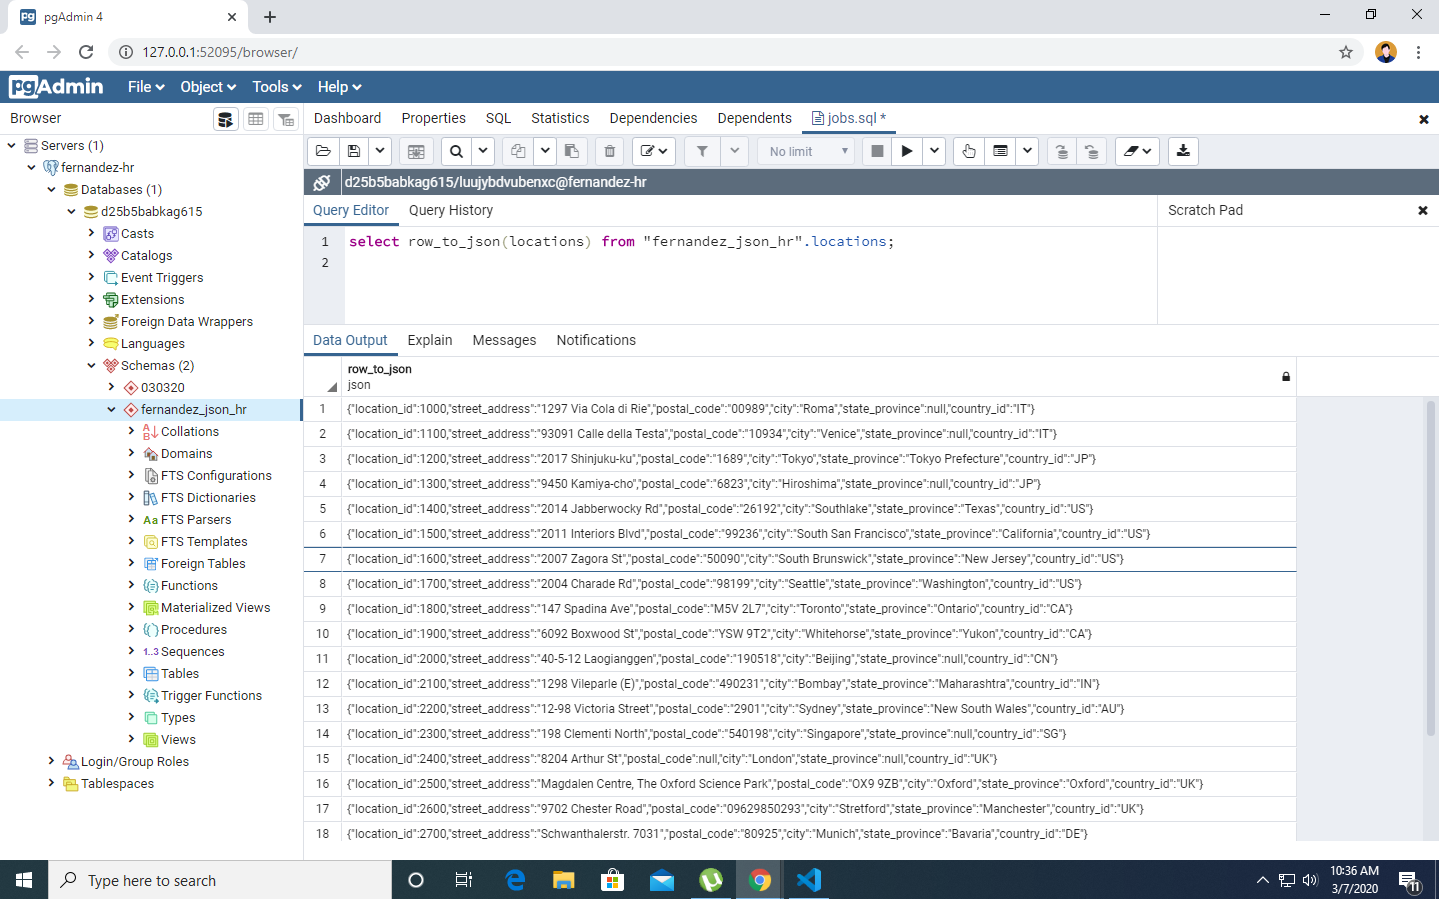 pgAdmin 4
127.0.0.1:52095/browser/
pgAdmin File Object Tools Help
Browser
Dashboard Properties SQL Statistics Dependencies Dependents jobs.sql *
No limit
d25b5babkag615/luujybdvubenxc@fernandez-hr
Servers (1)
fernandez-hr
Databases (1)
d25b5babkag615
Casts
Catalogs
Event Triggers
Extensions
Foreign Data Wrappers
Languages
Schemas (2)
030320
fernandez_json_hr
Collations
Domains
FTS Configurations
FTS Dictionaries
Aa FTS Parsers
FTS Templates
Foreign Tables
Functions
Materialized Views
Procedures
1..3 Sequences
Tables
Trigger Functions
Types
Views
Login/Group Roles
Tablespaces
Query Editor Query History
Scratch Pad
1 select row_to_json(locations) from "fernandez_json_hr".locations;
2
Data Output Explain Messages Notifications
row_to_json
json
1 {"location_id":1000,"street_address":"1297 Via Cola di Rie","postal_code":"00989","city":"Roma","state_province":null,"country_id":"IT"}
2 {"location_id":1100,"street_address":"93091 Calle della Testa","postal_code":"10934","city":"Venice","state_province":null,"country_id":"IT"}
3 {"location_id":1200,"street_address":"2017 Shinjuku-ku","postal_code":"1689","city":"Tokyo","state_province":"Tokyo Prefecture","country_id":"JP"}
4 {"location_id":1300,"street_address":"9450 Kamiya-cho","postal_code":"6823","city":"Hiroshima","state_province":null,"country_id":"JP"}
5 {"location_id":1400,"street_address":"2014 Jabberwocky Rd","postal_code":"26192","city":"Southlake","state_province":"Texas","country_id":"US"}
6 {"location_id":1500,"street_address":"2011 Interiors Blvd","postal_code":"99236","city":"South San Francisco","state_province":"California","country_id":"US"}
7 {"location_id":1600,"street_address":"2007 Zagora St","postal_code":"50090","city":"South Brunswick","state_province":"New Jersey","country_id":"US"}
8 {"location_id":1700,"street_address":"2004 Charade Rd","postal_code":"98199","city":"Seattle","state_province":"Washington","country_id":"US"}
9 {"location_id":1800,"street_address":"147 Spadina Ave","postal_code":"M5V 2L7","city":"Toronto","state_province":"Ontario","country_id":"CA"}
10 {"location_id":1900,"street_address":"6092 Boxwood St","postal_code":"YSW 9T2","city":"Whitehorse","state_province":"Yukon","country_id":"CA"}
11 {"location_id":2000,"street_address":"40-5-12 Laogianggen","postal_code":"190518","city":"Beijing","state_province":null,"country_id":"CN"}
12 {"location_id":2100,"street_address":"1298 Vileparle (E)","postal_code":"490231","city":"Bombay","state_province":"Maharashtra","country_id":"IN"}
13 {"location_id":2200,"street_address":"12-98 Victoria Street","postal_code":"2901","city":"Sydney","state_province":"New South Wales","country_id":"AU"}
14 {"location_id":2300,"street_address":"198 Clementi North","postal_code":"540198","city":"Singapore","state_province":null,"country_id":"SG"}
15 {"location_id":2400,"street_address":"8204 Arthur St","postal_code":null,"city":"London","state_province":null,"country_id":"UK"}
16 {"location_id":2500,"street_address":"Magdalen Centre, The Oxford Science Park","postal_code":"OX9 9ZB","city":"Oxford","state_province":"Oxford","country_id":"UK"}
17 {"location_id":2600,"street_address":"9702 Chester Road","postal_code":"09629850293","city":"Stretford","state_province":"Manchester","country_id":"UK"}
18 {"location_id":2700,"street_address":"Schwanthalerstr. 7031","postal_code":"80925","city":"Munich","state_province":"Bavaria","country_id":"DE"}
Type here to search
10:36 AM
3/7/2020
11